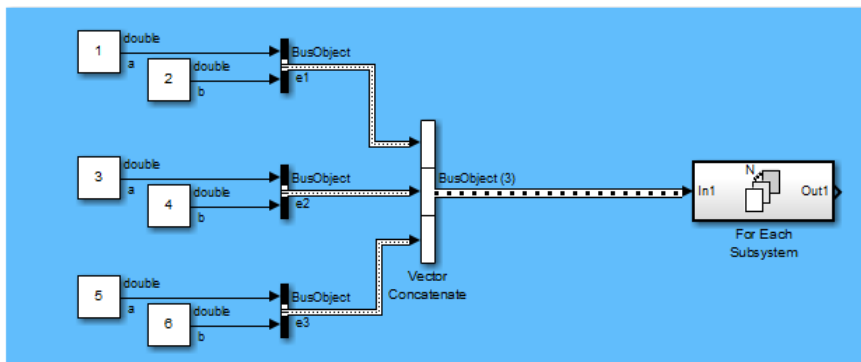 1
double
a
2
double
b
BusObject
e1
3
double
a
4
double
b
BusObject
e2
5
double
a
6
double
b
BusObject
e3
Vector
Concatenate
BusObject (3)
In1
N
Out1
For Each
Subsystem